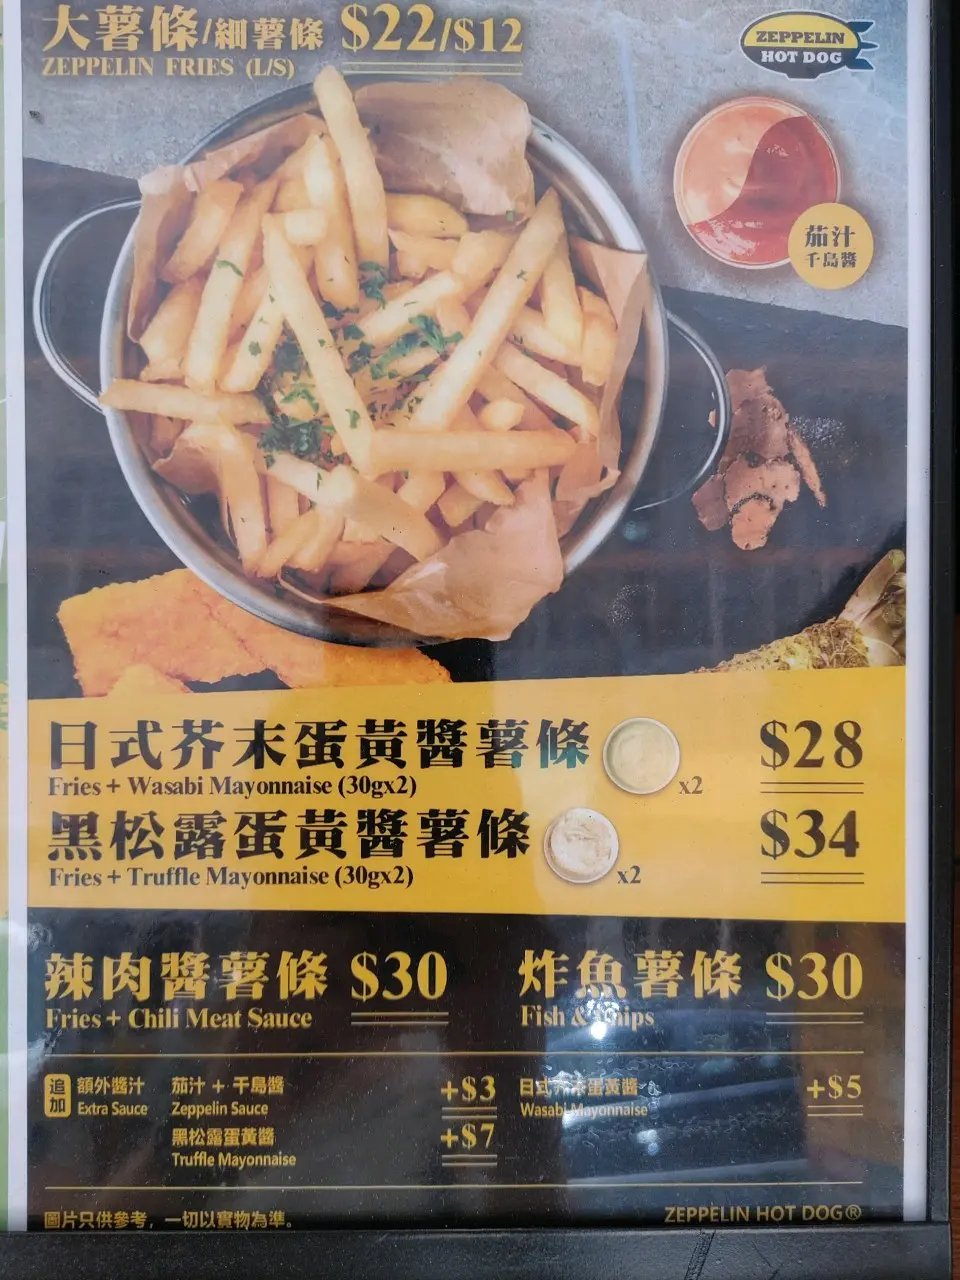 大薯條/細薯條 $22/$12
ZEPPELIN FRIES (L/S)
ZEPPELIN
HOT DOG
茄汁
千島醬
日式芥末蛋黃醬薯條 x2 $28
Fries + Wasabi Mayonnaise (30gx2)
黑松露蛋黃醬薯條 x2 $34
Fries + Truffle Mayonnaise (30gx2)
辣肉醬薯條 $30
Fries + Chili Meat Sauce
炸魚薯條 $30
Fish & Chips
追加 額外醬汁 茄汁 + 千島醬 +$3
Extra Sauce Zeppelin Sauce
黑松露蛋黃醬 +$7
Truffle Mayonnaise
日式芥末蛋黃醬 +$5
Wasabi Mayonnaise
圖片只供參考，一切以實物為準。
ZEPPELIN HOT DOG®